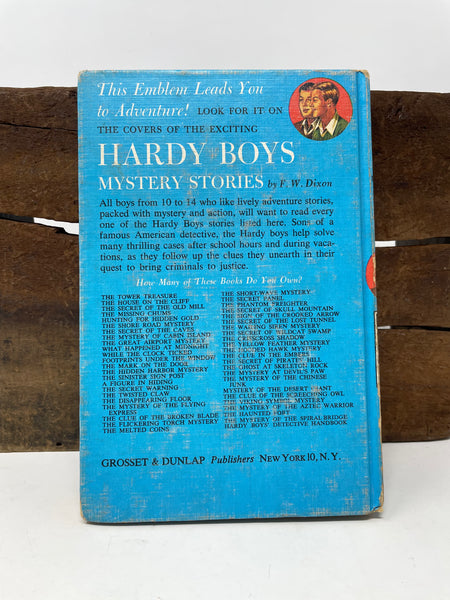 This Emblem Leads You
to Adventure! LOOK FOR IT ON
THE COVERS OF THE EXCITING
HARDY BOYS
MYSTERY STORIES by F. W. Dixon
All boys from 10 to 14 who like lively adventure stories,
packed with mystery and action, will want to read every
one of the Hardy Boys stories listed here. Sons of a
famous American detective, the Hardy boys help solve
many thrilling cases after school hours and during vaca-
tions, as they follow up the clues they unearth in their
quest to bring criminals to justice.
How Many of These Books Do You Own?
THE TOWER TREASURE
THE HOUSE ON THE CLIFF
THE SECRET OF THE OLD MILL
THE MISSING CHUMS
HUNTING FOR HIDDEN GOLD
THE SHORE ROAD MYSTERY
THE SECRET OF THE CAVES
THE MYSTERY OF CABIN ISLAND
THE GREAT AIRPORT MYSTERY
WHAT HAPPENED AT MIDNIGHT
WHILE THE CLOCK TICKED
FOOTPRINTS UNDER THE WINDOW
THE MARK ON THE DOOR
THE HIDDEN HARBOR MYSTERY
THE SINISTER SIGN POST
A FIGURE IN HIDING
THE SECRET WARNING
THE TWISTED CLAW
THE DISAPPEARING FLOOR
THE MYSTERY OF THE FLYING
EXPRESS
THE CLUE OF THE BROKEN BLADE
THE FLICKERING TORCH MYSTERY
THE MELTED COINS
THE SHORT-WAVE MYSTERY
THE SECRET PANEL
THE PHANTOM FREIGHTER
THE SECRET OF SKULL MOUNTAIN
THE SIGN OF THE CROOKED ARROW
THE SECRET OF THE LOST TUNNEL
THE WAILING SIREN MYSTERY
THE SECRET OF WILDCAT SWAMP
THE CRISSCROSS SHADOW
THE YELLOW FEATHER MYSTERY
THE HOODED HAWK MYSTERY
THE CLUE IN THE EMBERS
THE SECRET OF PIRATES' HILL
THE GHOST AT SKELETON ROCK
THE MYSTERY AT DEVIL'S PAW
THE MYSTERY OF THE CHINESE
JUNK
MYSTERY OF THE DESERT GIANT
THE CLUE OF THE SCREECHING OWL
THE VIKING SYMBOL MYSTERY
THE MYSTERY OF THE AZTEC WARRIOR
THE HAUNTED FORT
THE MYSTERY OF THE SPIRAL BRIDGE
HARDY BOYS' DETECTIVE HANDBOOK
GROSSET & DUNLAP Publishers NEW YORK 10, N. Y.